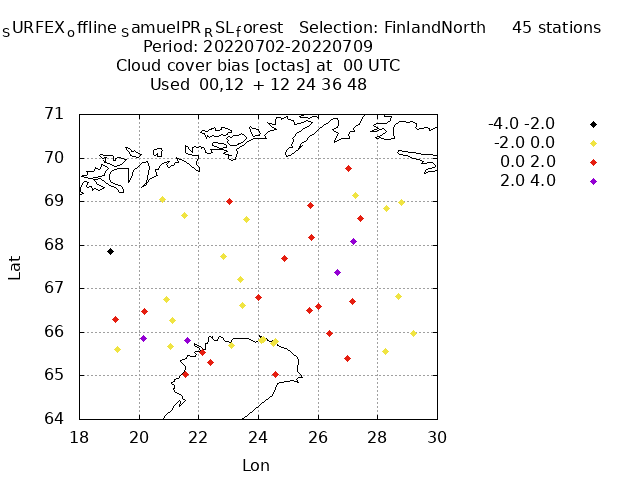 SURFEXoffline SamuelPRRSLforest Selection: FinlandNorth 45 stations
Period: 20220702-20220709
Cloud cover bias [octas] at 00 UTC
Used 00,12 + 12 24 36 48
-4.0 -2.0
-2.0 0.0
0.0 2.0
2.0 4.0
71
70
69
68
67
66
65
64
Lat
18 20 22 24 26 28 30
Lon